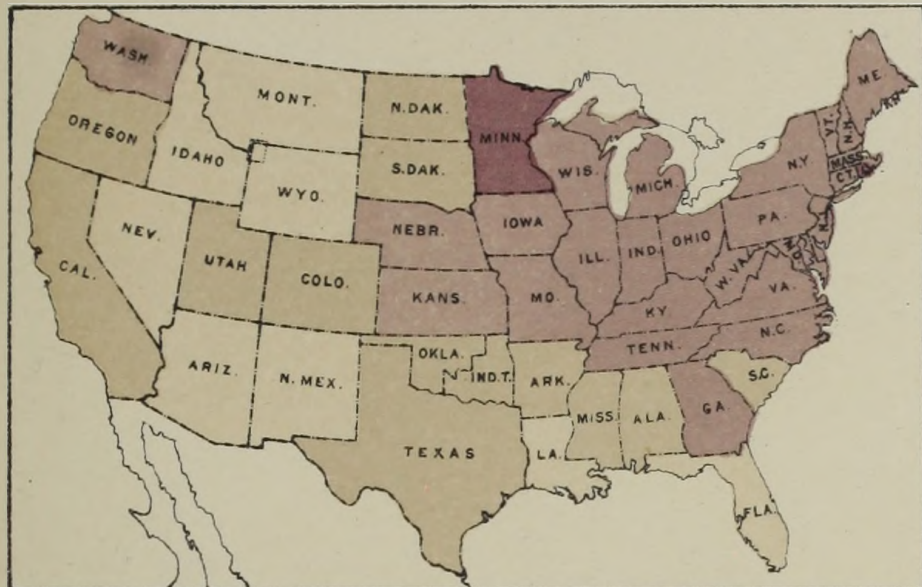 WASH
MONT.
N.DAK.
MINN.
ME.
OREGON
IDAHO
S.DAK.
WIS.
MICH.
N.Y.
VT.
N.H.
MASS.
CT.
WYO.
NEBR.
IOWA
PA.
NEV.
UTAH
COLO.
ILL.
IND.
OHIO
W.VA.
VA.
CAL.
KANS.
MO.
KY
N.C.
TENN.
ARIZ.
N.MEX.
OKLA.
IND.T.
ARK.
S.C.
MISS.
ALA.
GA.
TEXAS
LA.
FLA.